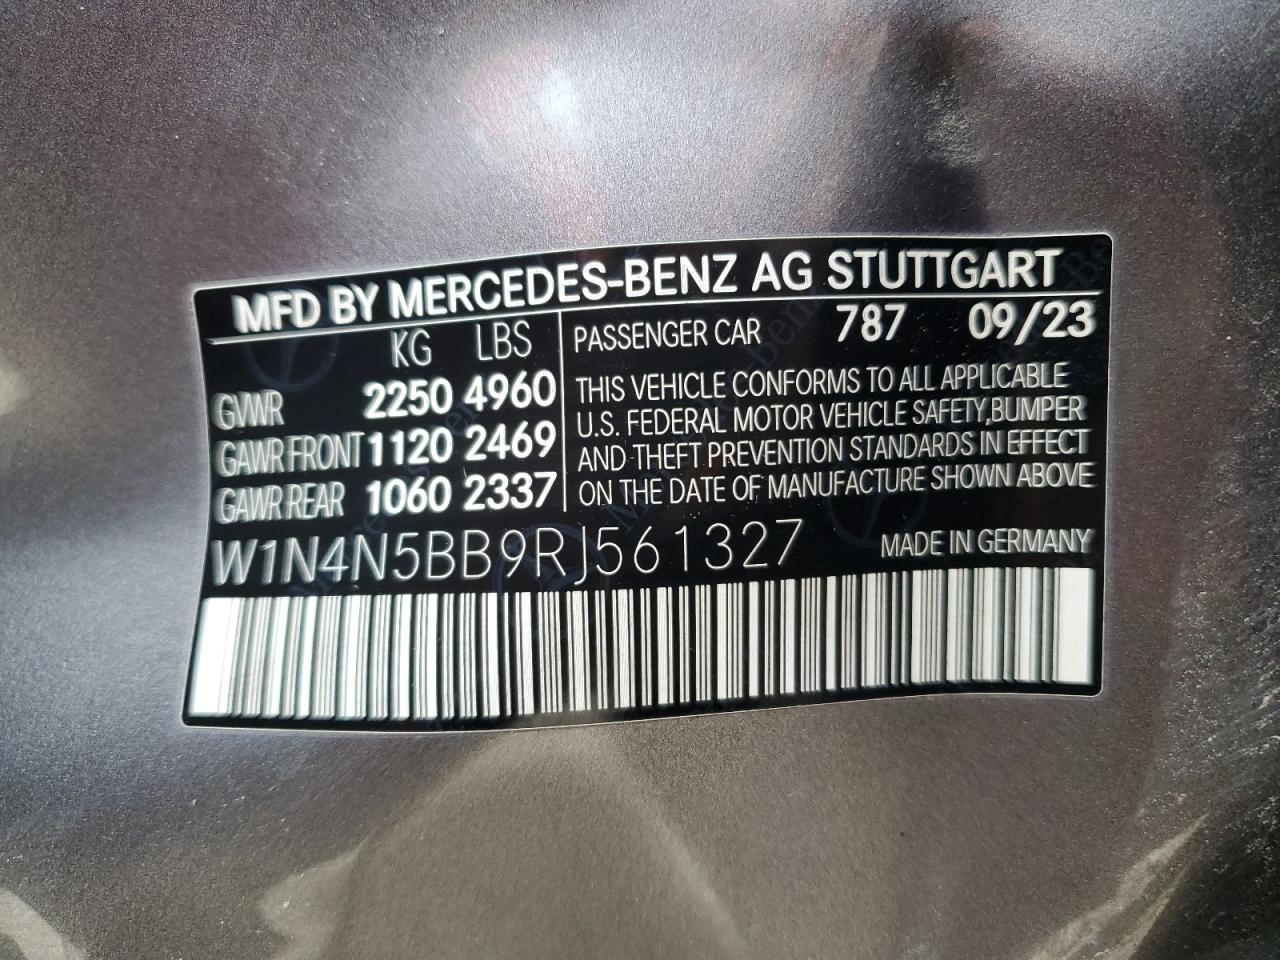 MFD BY MERCEDES-BENZ AG STUTTGART
KG LBS
GVWR 2250 4960
GAWR FRONT 1120 2469
GAWR REAR 1060 2337
PASSENGER CAR 787 09/23
THIS VEHICLE CONFORMS TO ALL APPLICABLE
U.S. FEDERAL MOTOR VEHICLE SAFETY,BUMPER
AND THEFT PREVENTION STANDARDS IN EFFECT
ON THE DATE OF MANUFACTURE SHOWN ABOVE
W1N4N5BB9RJ561327 MADE IN GERMANY